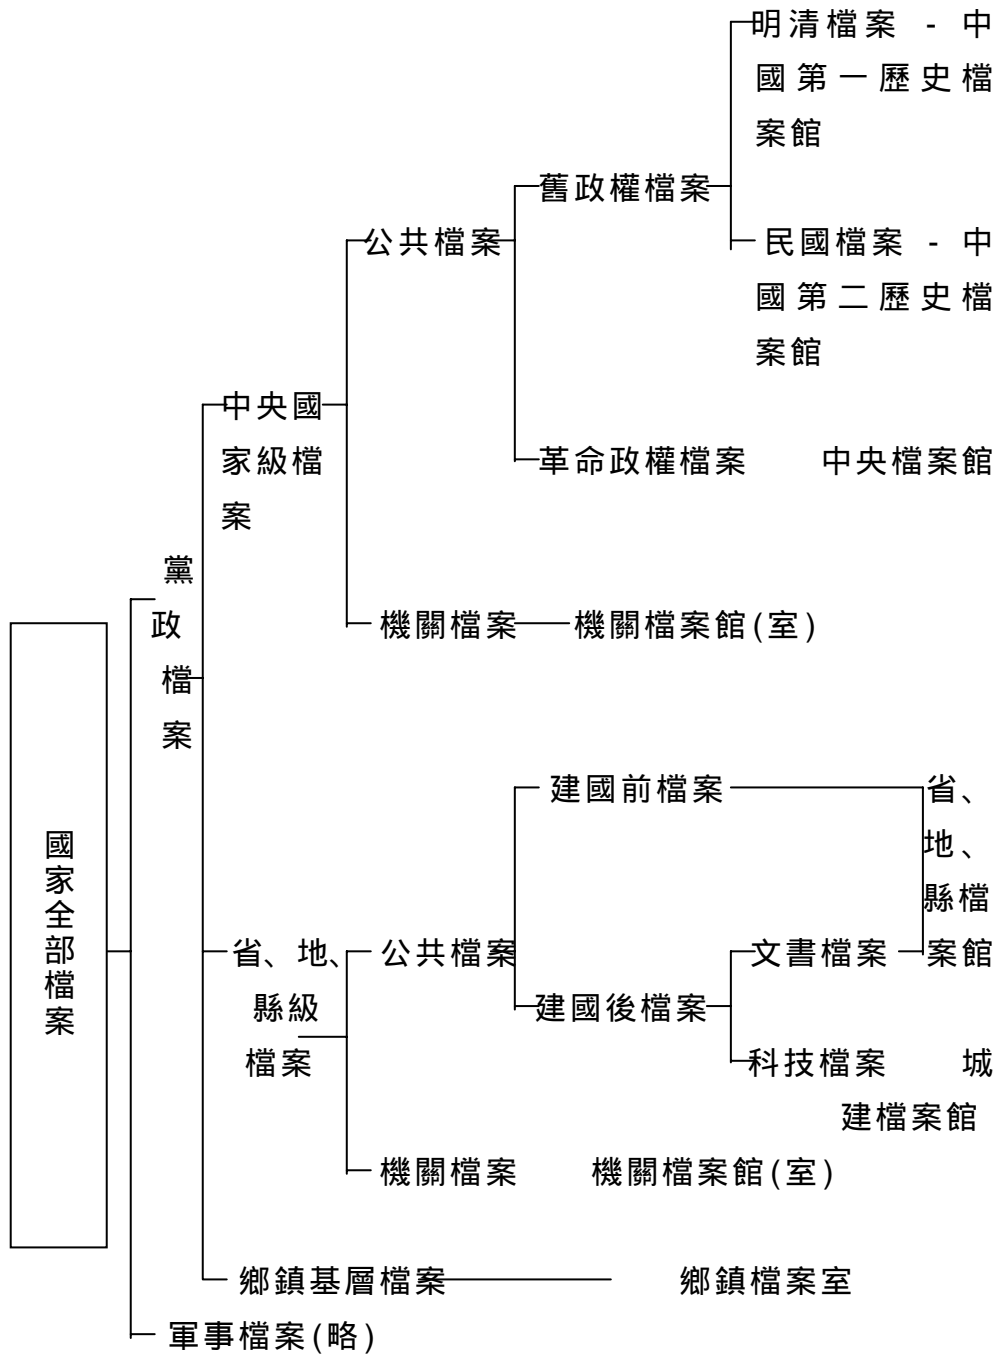 明清檔案 - 中
國第一歷史檔
案館
舊政權檔案
公共檔案
民國檔案 - 中
國第二歷史檔
案館
中央國
家級檔
案
革命政權檔案 中央檔案館
黨
政
檔
案
機關檔案 機關檔案館(室)
國家全部檔案
建國前檔案
省、
地、
縣檔
案館
省、地、
縣級
檔案
公共檔案
文書檔案
建國後檔案
科技檔案 城
建檔案館
機關檔案 機關檔案館(室)
鄉鎮基層檔案 鄉鎮檔案室
軍事檔案(略)